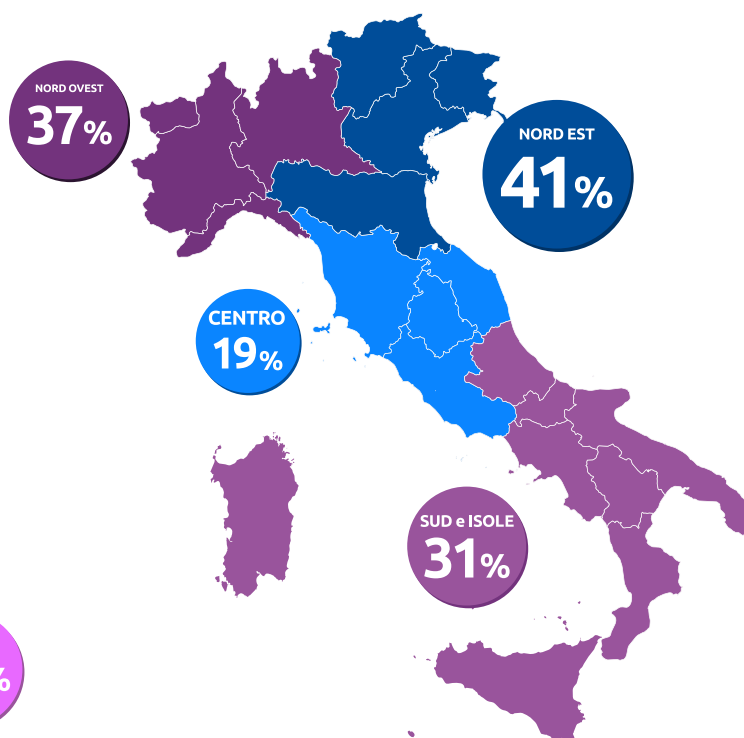 NORD OVEST
37%
NORD EST
41%
CENTRO
19%
SUD e ISOLE
31%
%